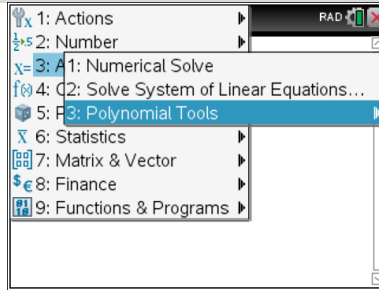 1: Actions
RAD
2: Number
3: A
1: Numerical Solve
4: C
2: Solve System of Linear Equations...
5: P
3: Polynomial Tools
6: Statistics
7: Matrix & Vector
8: Finance
9: Functions & Programs